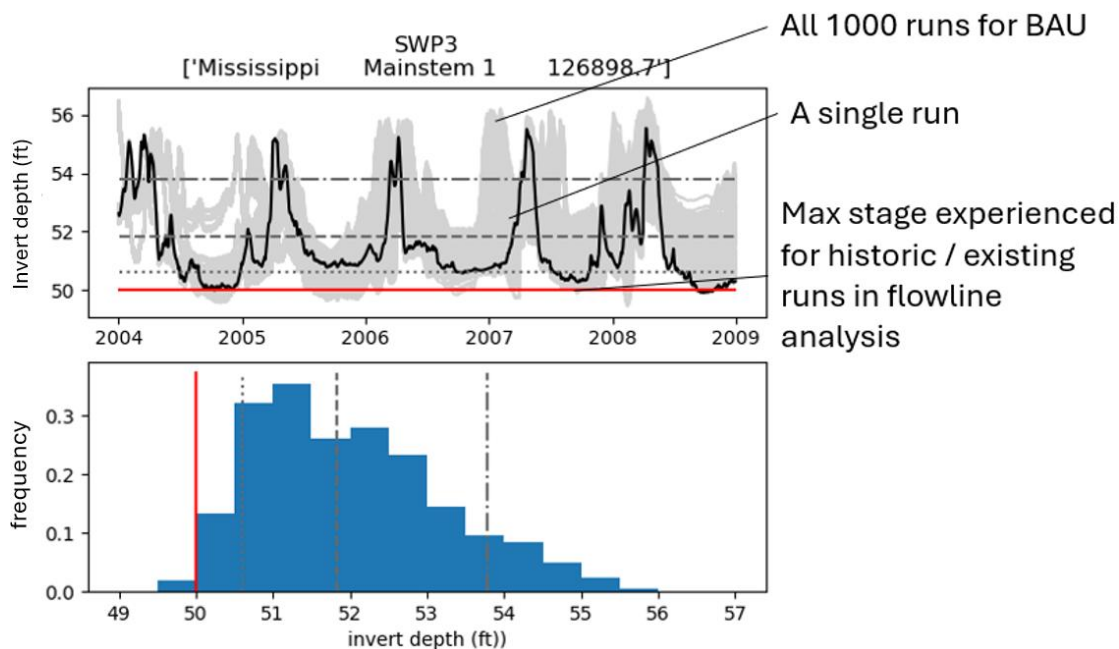 All 1000 runs for BAU
SWP3
['Mississippi Mainstem 1 126898.7']
A single run
Max stage experienced
for historic / existing
runs in flowline
analysis
Invert depth (ft)
56
54
52
50
2004 2005 2006 2007 2008 2009
frequency
0.3
0.2
0.1
0.0
49 50 51 52 53 54 55 56 57
invert depth (ft))